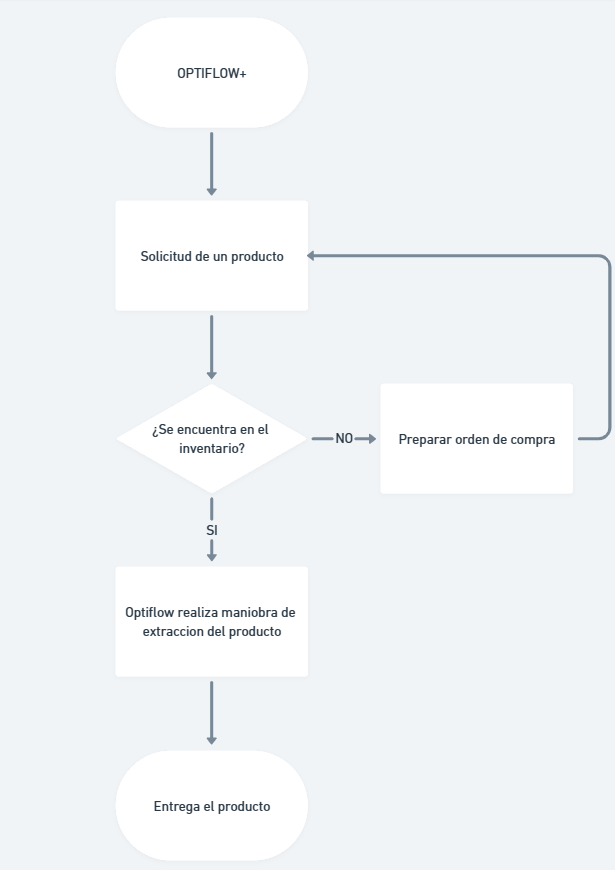 OPTIFLOW+
Solicitud de un producto
¿Se encuentra en el
inventario?
NO
Preparar orden de compra
SI
Optiflow realiza maniobra de
extraccion del producto
Entrega el producto